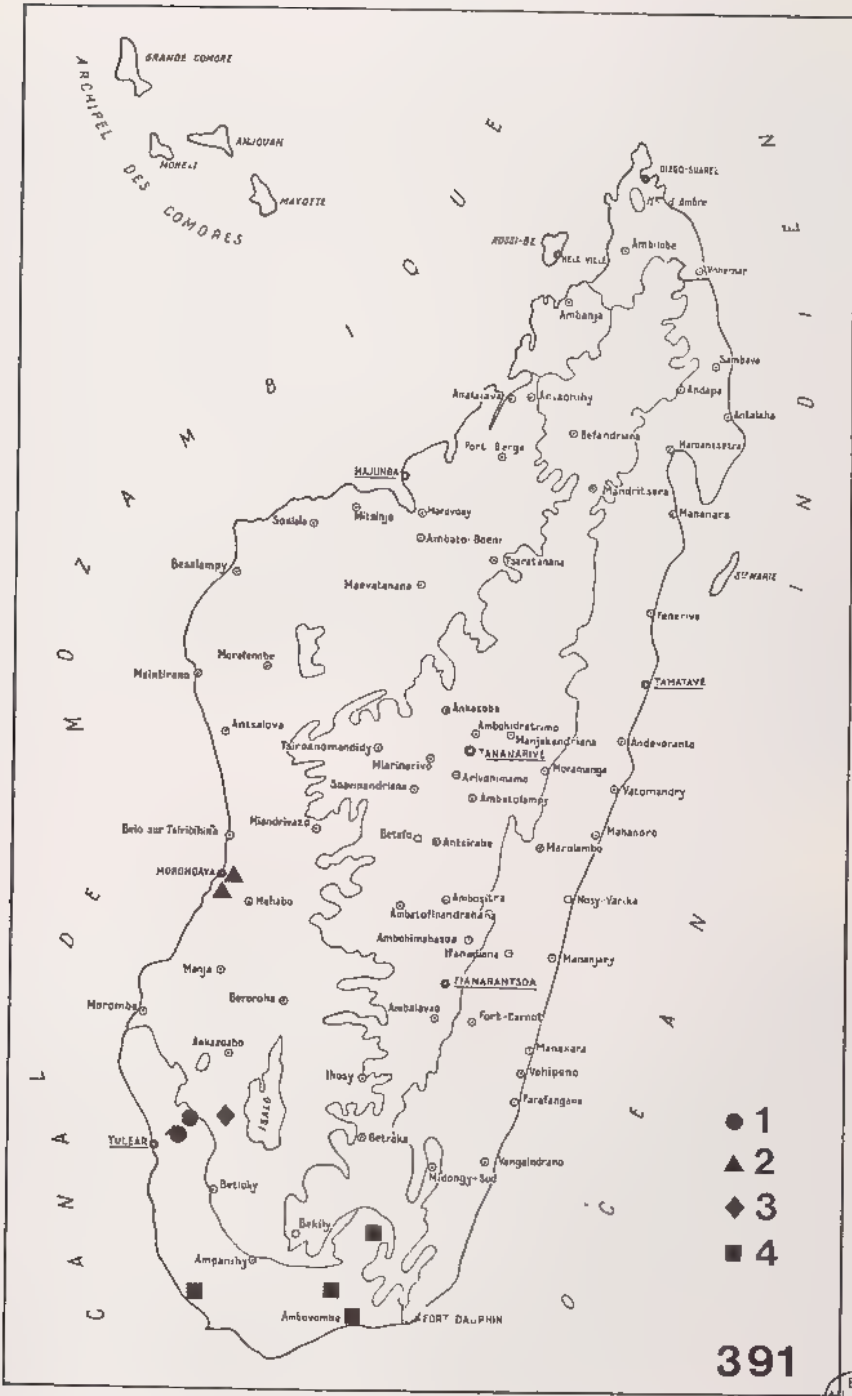 GRANDE COMORE
ARCHIPEL DES COMORES
MOHELI
ANJOUAN
MAYOTTE
CANAL DE MOZAMBIQUE
OCÉAN INDIEN
DIEGO-SUAREZ
d'Ambre
NOSSI-BE
HELL VILLE
Ambilobe
Vohemar
Ambanja
Sambava
Analalava
Antsohihy
Andapa
Antalaha
Befandriana
Port Berge
Maroantsetra
MAJUNGA
Mandritsara
Soalala
Mitsinjo
Marovoay
Mananara
Ambato-Boeni
Besalampy
Tsaratanana
Maevatanana
Ste MARIE
Fenerive
Morafenobe
Maintirano
TAMATAVE
Ankazobe
Antsalova
Ambohidratrimo
Manjakandriana
Andevoranto
Tsiroanomandidy
TANANARIVE
Miarinarivo
Moramanga
Arivonimamo
Soavinandriana
Vatomandry
Ambatolampy
Miandrivazo
Belo sur Tsiribihina
Betafo
Antsirabe
Mahanoro
Marolambo
MORONDAVA
Mahabo
Ambositra
Nosy-Varika
Ambatofinandrahana
Ambohimahasoa
Ifanadiana
Mananjary
Manja
FIANARANTSOA
Beroroha
Morombe
Ambalavao
Fort-Carnot
Ankazoabo
Manakara
Ihosy
Vohipeno
ISALO
Farafangana
TULEAR
Betroka
Vangaindrano
Midongy-Sud
Betioky
Bekily
Ampanihy
Ambovombe
FORT DAUPHIN
1
2
3
4
391